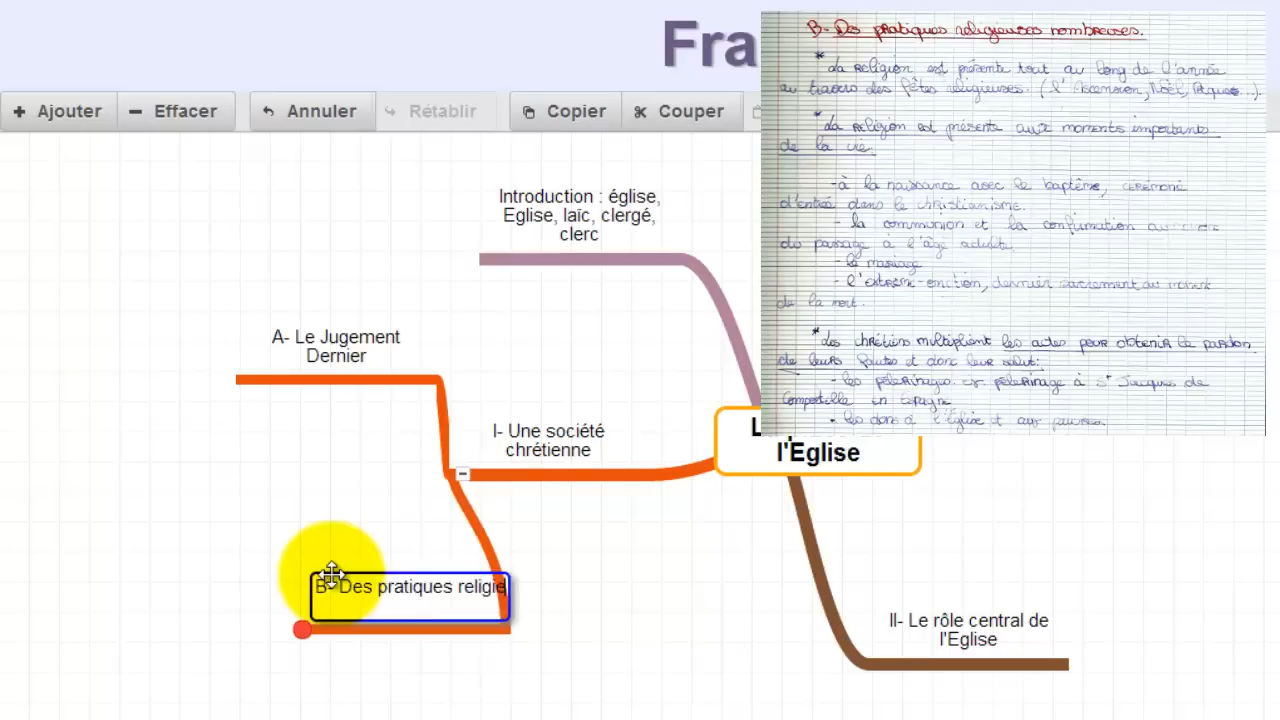 Fra
Ajouter
Effacer
Annuler
Rétablir
Copier
Couper
B- Des pratiques religieuses nombreuses.
*La religion est présente tout au long de l'année
au travers des fêtes religieuses. (l'Ascension, Noël, Pâques...).
*La religion est présente aux moments importants
de la vie.
-à la naissance avec le baptême, cérémonie
d'entrée dans le christianisme.
- la communion et la confirmation au
du passage à l'âge adulte.
- le mariage
- l'extrême-onction, dernier sacrement au moment
de la mort.
*des chrétiens multiplient les actes pour obtenir le pardon
de leurs fautes et donc leur salut:
- les pèlerinages. cf. pèlerinage à St Jacques de
Compostelle en Espagne
- les dons à l'Église et aux pauvres.
Introduction : église,
Eglise, laïc, clergé,
clerc
A- Le Jugement
Dernier
I- Une société
chrétienne
l'Eglise
B- Des pratiques religie
II- Le rôle central de
l'Eglise